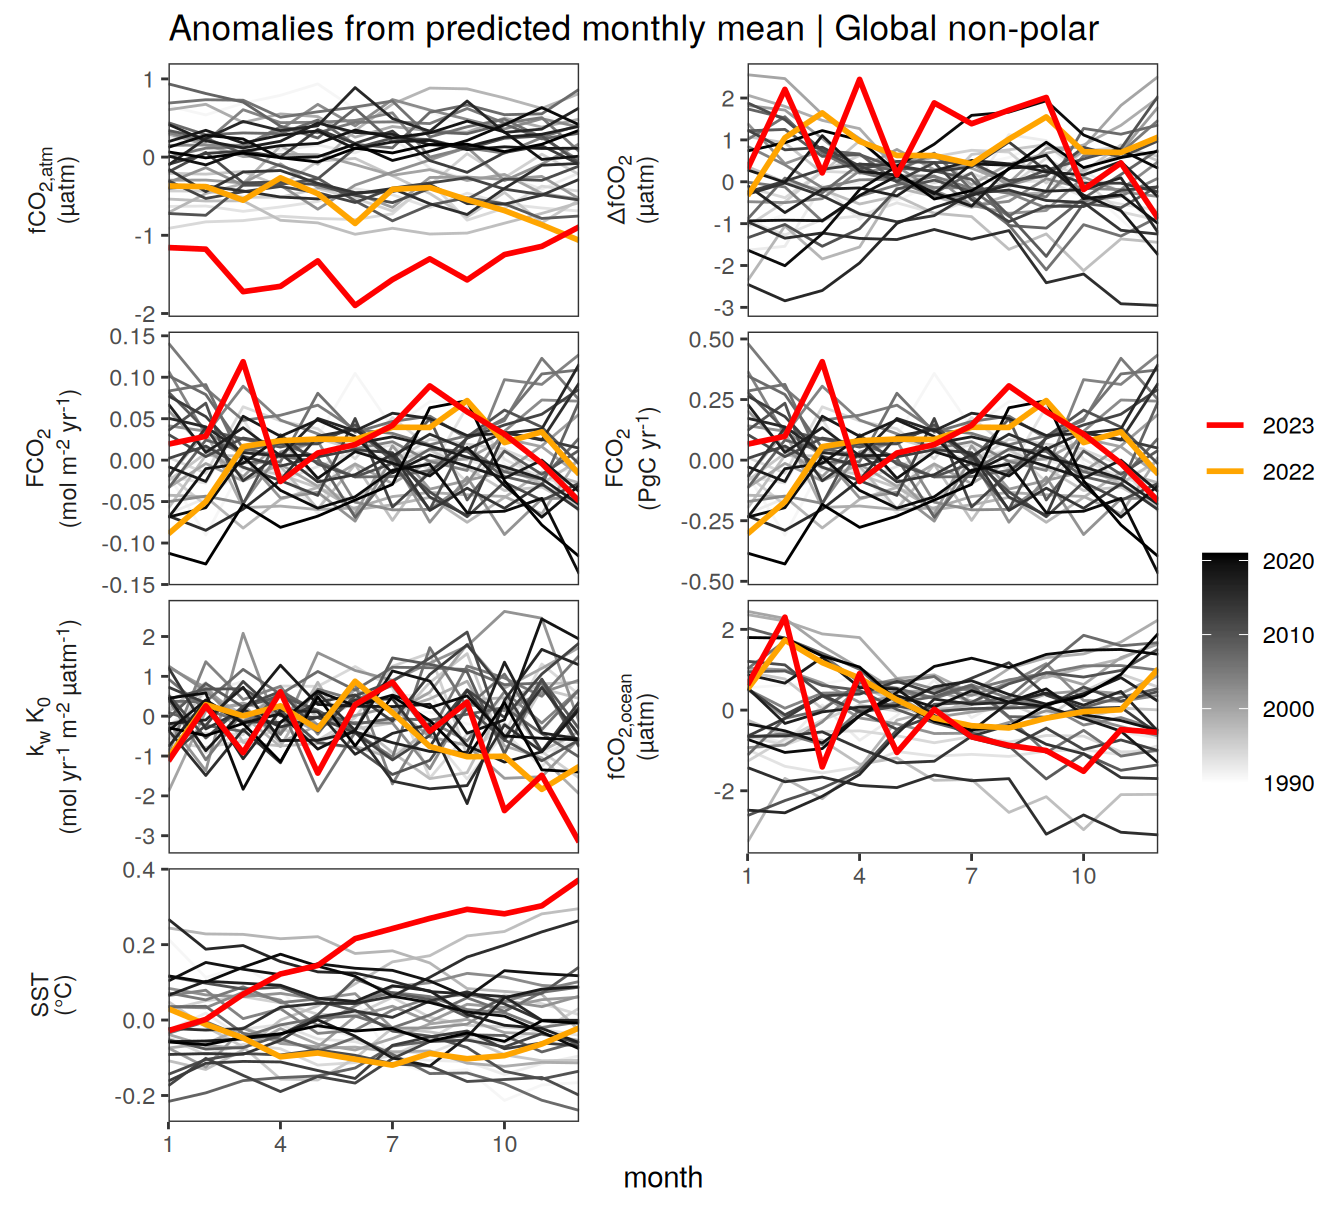 Anomalies from predicted monthly mean | Global non-polar
fCO2,atm
(µatm)
1
0
-1
-2
ΔfCO2
(µatm)
2
1
0
-1
-2
-3
FCO2
(mol m-2 yr-1)
0.15
0.10
0.05
0.00
-0.05
-0.10
-0.15
FCO2
(PgC yr-1)
0.50
0.25
0.00
-0.25
-0.50
kw K0
(mol yr-1 m-2 µatm-1)
2
1
0
-1
-2
-3
fCO2,ocean
(µatm)
2
0
-2
1 4 7 10
SST
(°C)
0.4
0.2
0.0
-0.2
1 4 7 10
month
2023
2022
2020
2010
2000
1990